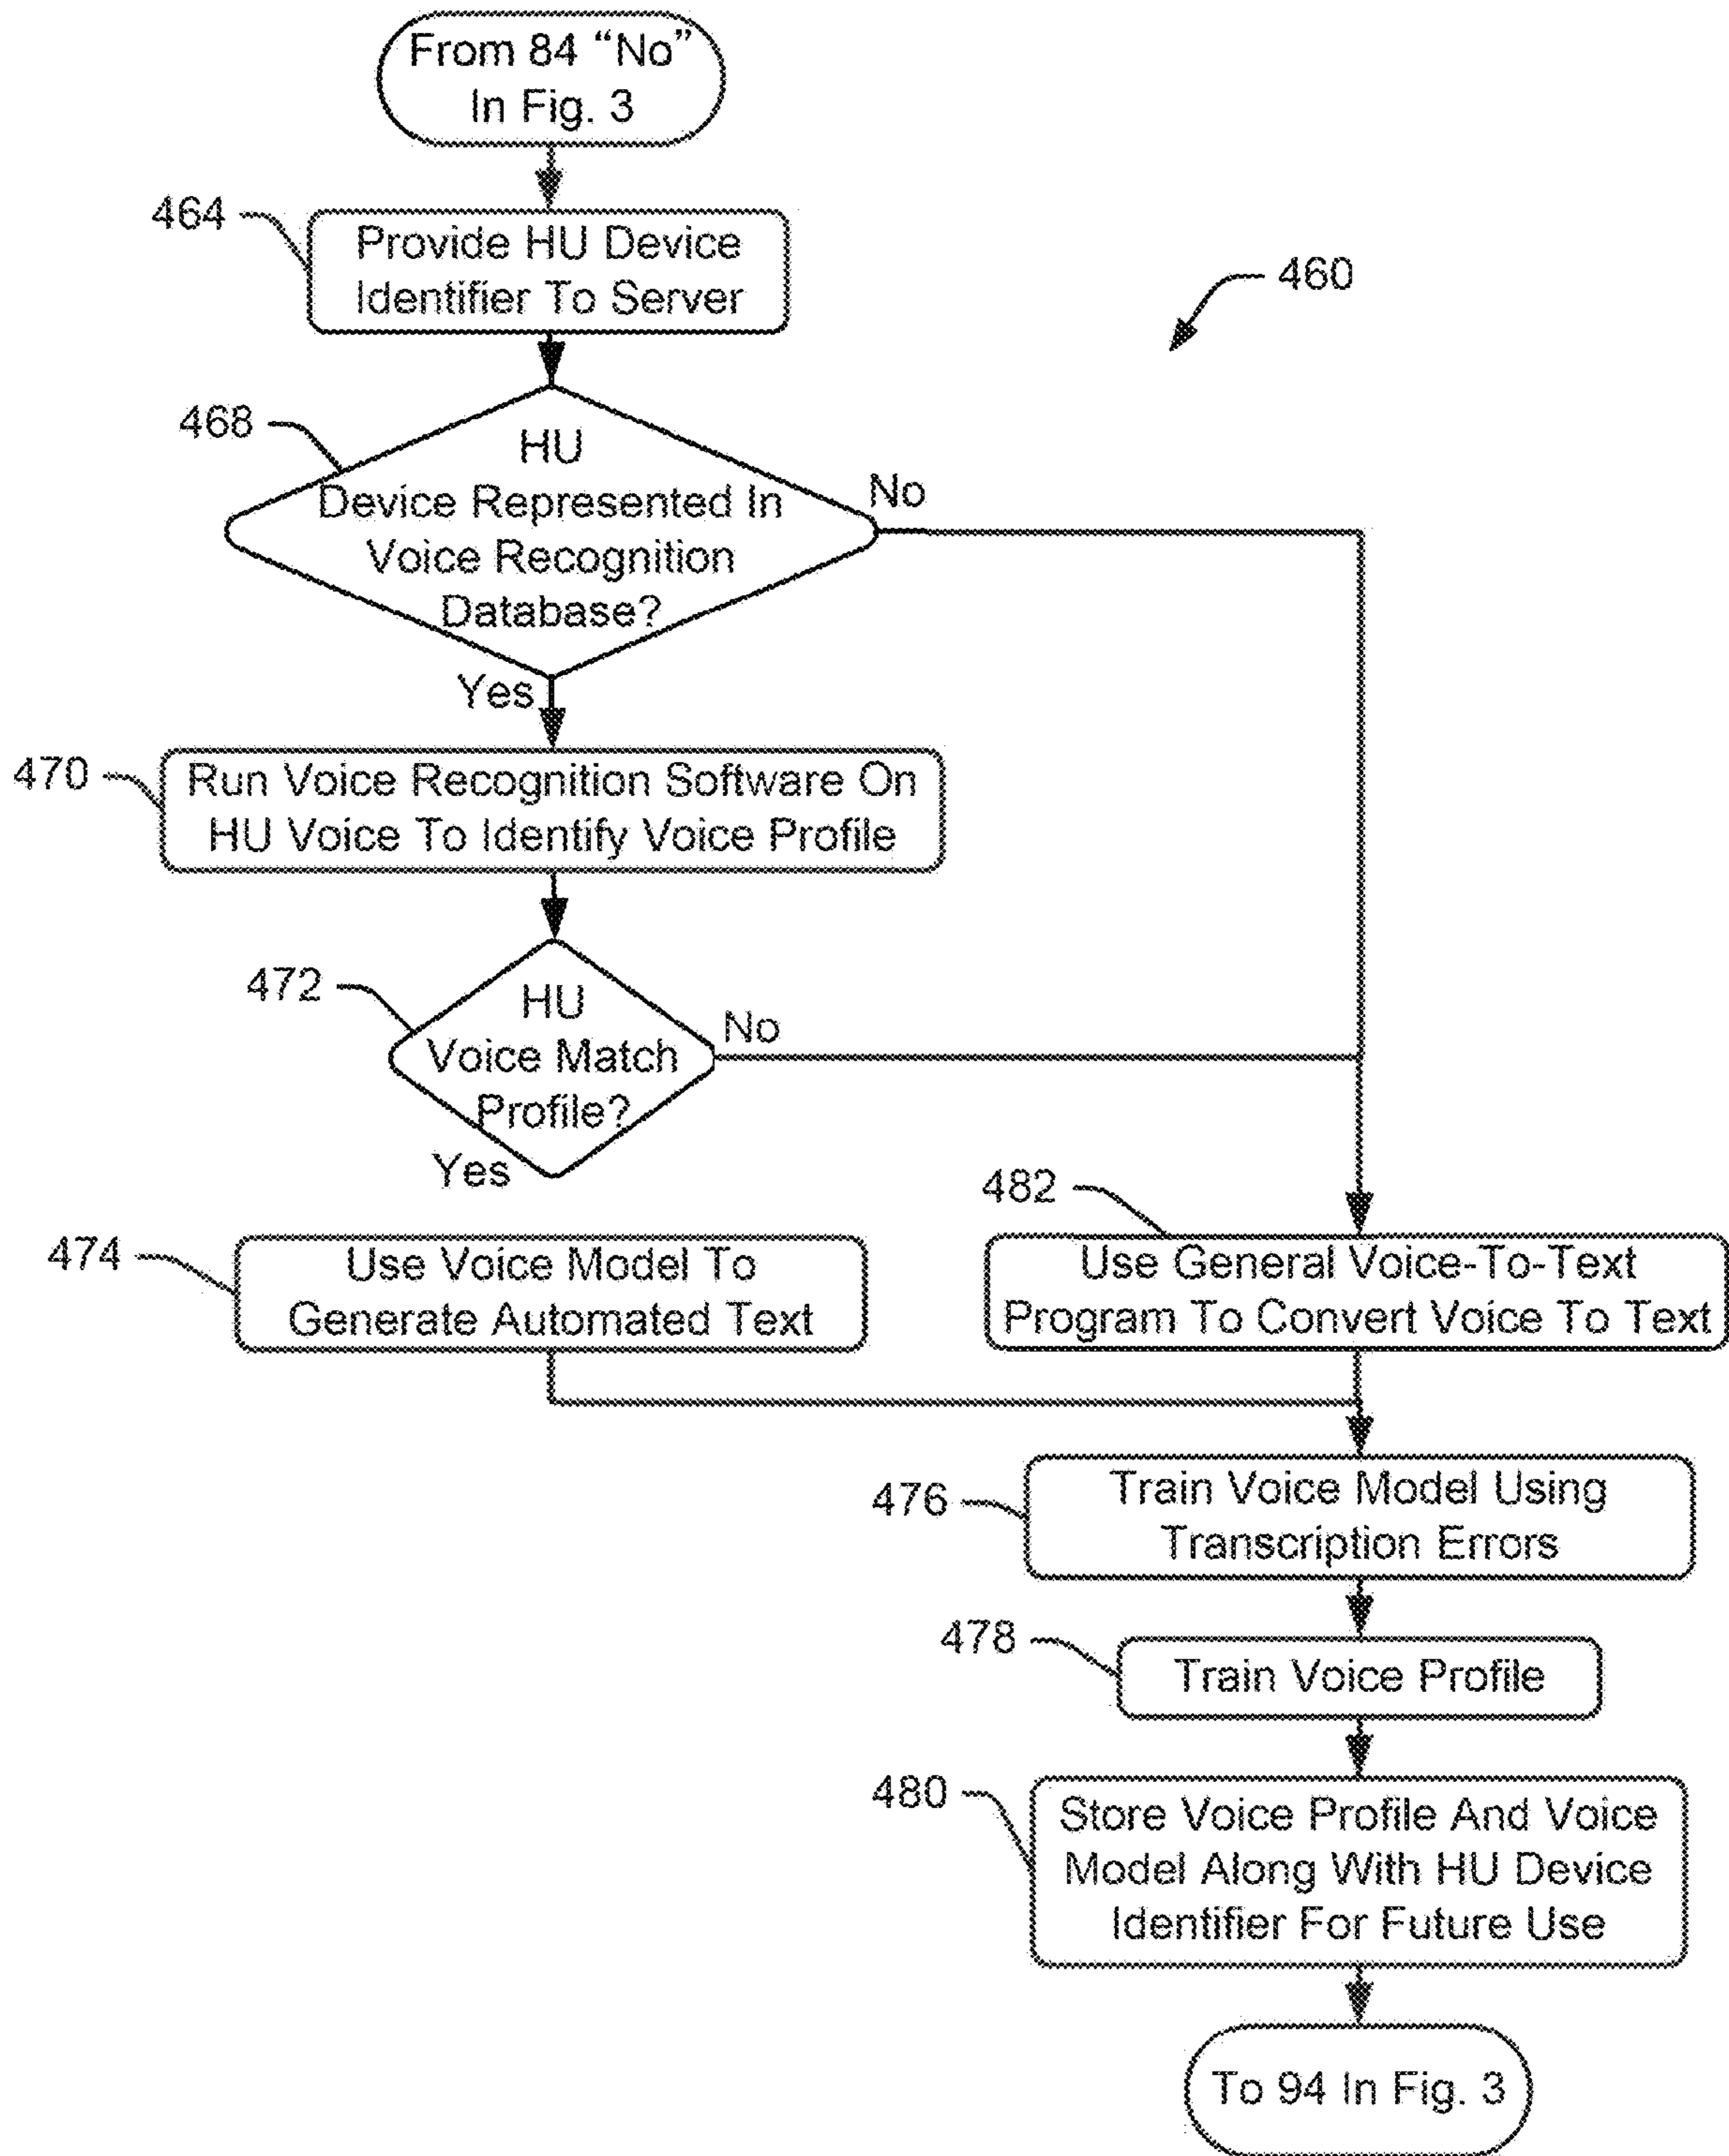 From 84 “No”
In Fig. 3
464
Provide HU Device
Identifier To Server
460
468
HU
Device Represented In
Voice Recognition
Database?
No
Yes
470
Run Voice Recognition Software On
HU Voice To Identify Voice Profile
472
HU
Voice Match
Profile?
No
Yes
474
Use Voice Model To
Generate Automated Text
482
Use General Voice-To-Text
Program To Convert Voice To Text
476
Train Voice Model Using
Transcription Errors
478
Train Voice Profile
480
Store Voice Profile And Voice
Model Along With HU Device
Identifier For Future Use
To 94 In Fig. 3